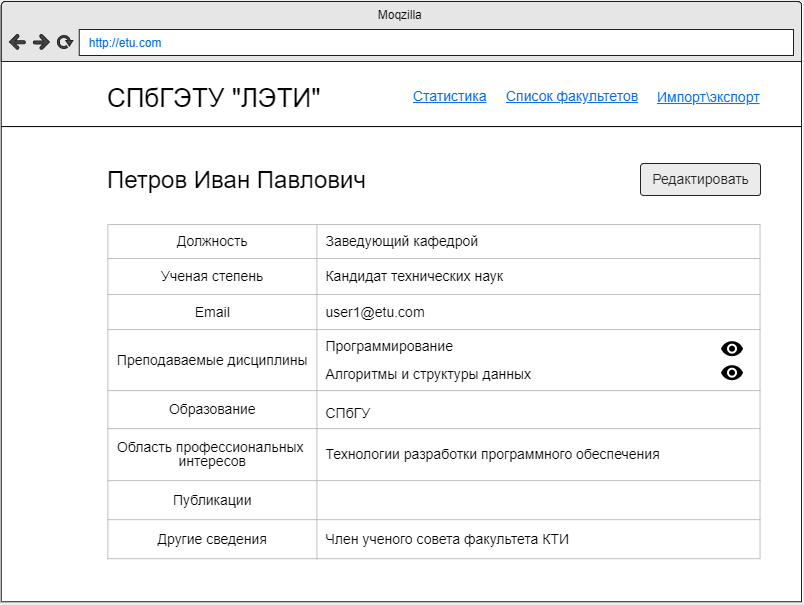 Moqzilla
http://etu.com
СПбГЭТУ "ЛЭТИ"
Статистика
Список факультетов
Импорт\экспорт
Петров Иван Павлович
Редактировать
Должность
Заведующий кафедрой
Ученая степень
Кандидат технических наук
Email
user1@etu.com
Преподаваемые дисциплины
Программирование
Алгоритмы и структуры данных
Образование
СПбГУ
Область профессиональных
интересов
Технологии разработки программного обеспечения
Публикации
Другие сведения
Член ученого совета факультета КТИ